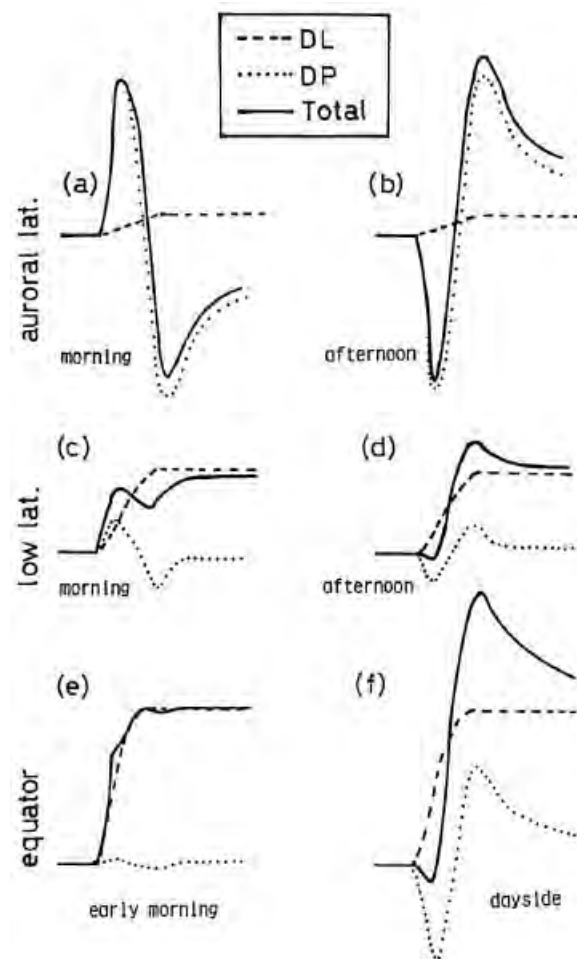 DL
DP
Total
(a)
(b)
auroral lat.
morning
afternoon
(c)
(d)
low lat.
morning
afternoon
(e)
(f)
equator
early morning
dayside